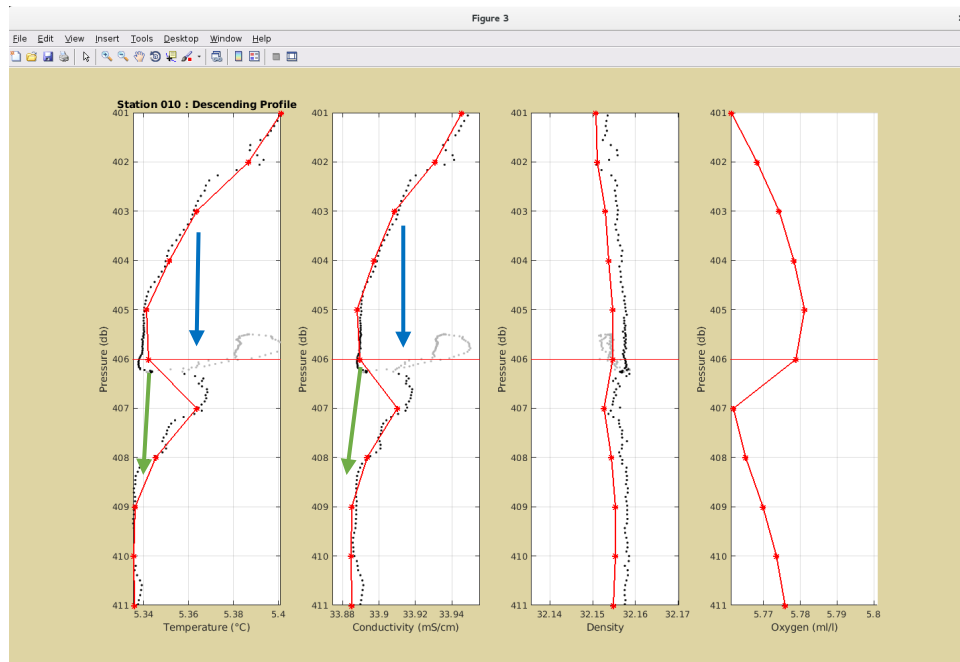 Figure 3
File Edit View Insert Tools Desktop Window Help
Station 010 : Descending Profile
401
402
403
404
405
406
407
408
409
410
411
Pressure (db)
5.34 5.36 5.38 5.4
Temperature (°C)
401
402
403
404
405
406
407
408
409
410
411
Pressure (db)
33.88 33.9 33.92 33.94
Conductivity (mS/cm)
401
402
403
404
405
406
407
408
409
410
411
Pressure (db)
32.14 32.15 32.16 32.17
Density
401
402
403
404
405
406
407
408
409
410
411
Pressure (db)
5.77 5.78 5.79 5.8
Oxygen (ml/l)